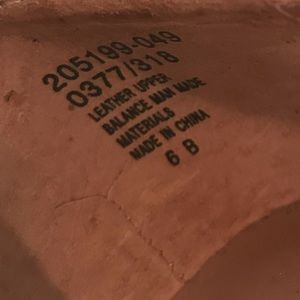 205199-049
0377/318
LEATHER UPPER
BALANCE MAN MADE
MATERIALS
MADE IN CHINA
6 B